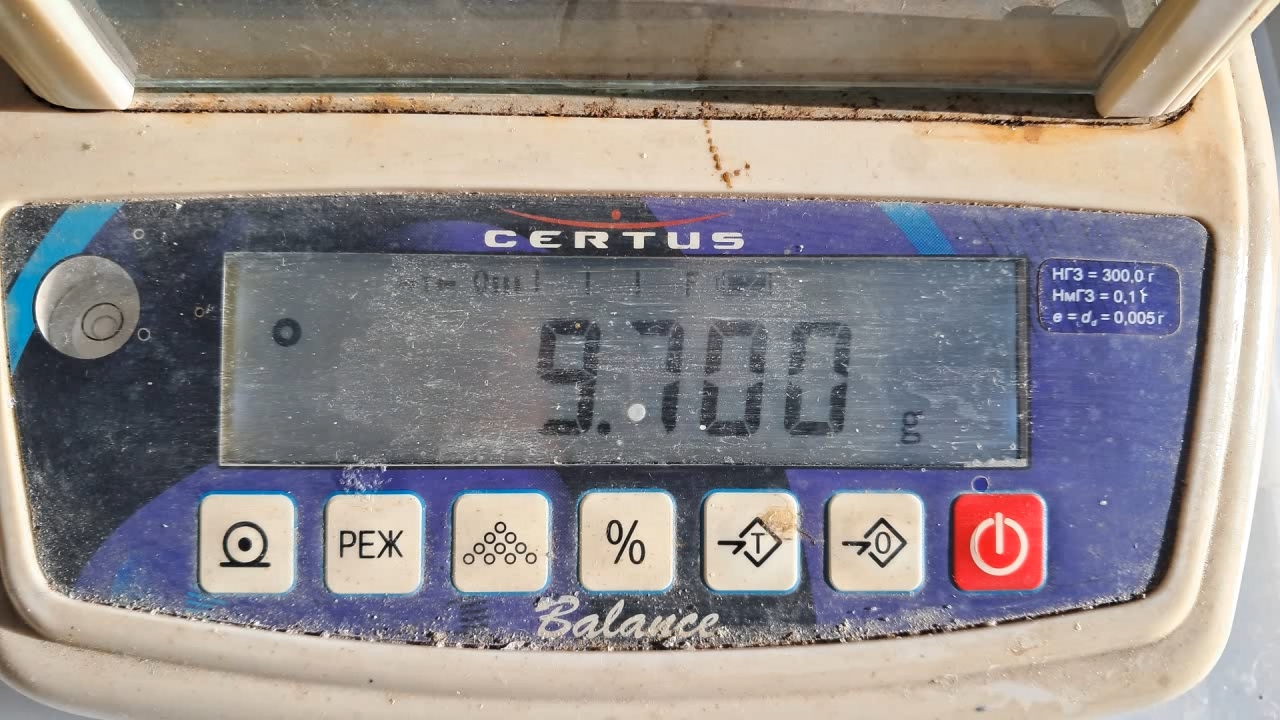 CERTUS
НГЗ = 300,0 г
НмГЗ = 0,1 г
e = dd = 0,005 г
9.700 g
РЕЖ
%
T
0
Balance